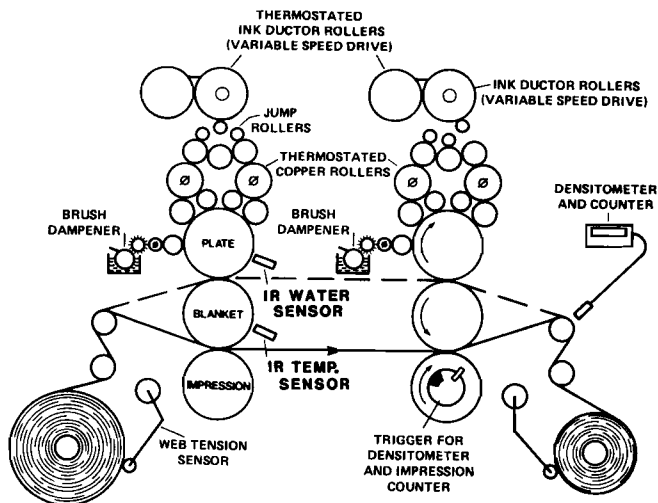 THERMOSTATED
INK DUCTOR ROLLERS
(VARIABLE SPEED DRIVE)
INK DUCTOR ROLLERS
(VARIABLE SPEED DRIVE)
JUMP
ROLLERS
THERMOSTATED
COPPER ROLLERS
Ø
Ø
Ø
Ø
DENSITOMETER
AND COUNTER
BRUSH
DAMPENER
PLATE
BRUSH
DAMPENER
IR WATER
SENSOR
BLANKET
IR TEMP.
SENSOR
IMPRESSION
WEB TENSION
SENSOR
TRIGGER FOR
DENSITOMETER
AND IMPRESSION
COUNTER